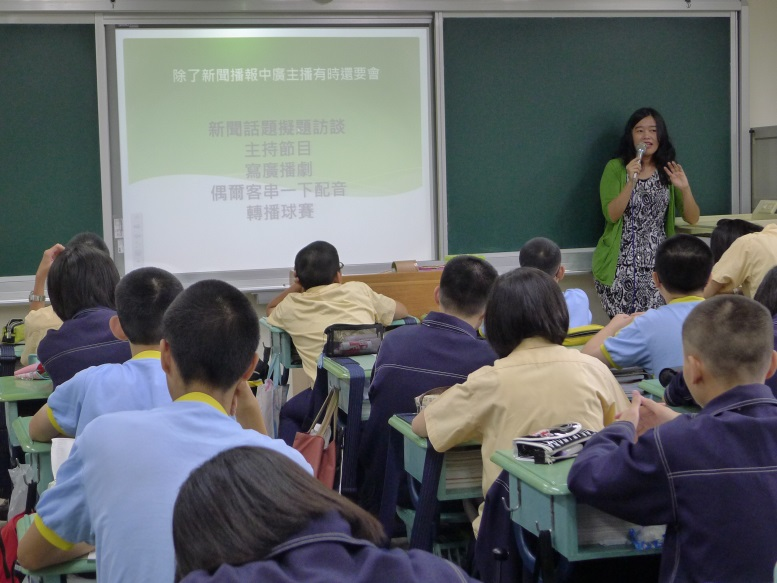 除了新聞播報中廣主播有時還要會
新聞話題擬題訪談
主持節目
寫廣播劇
偶爾客串一下配音
轉播球賽